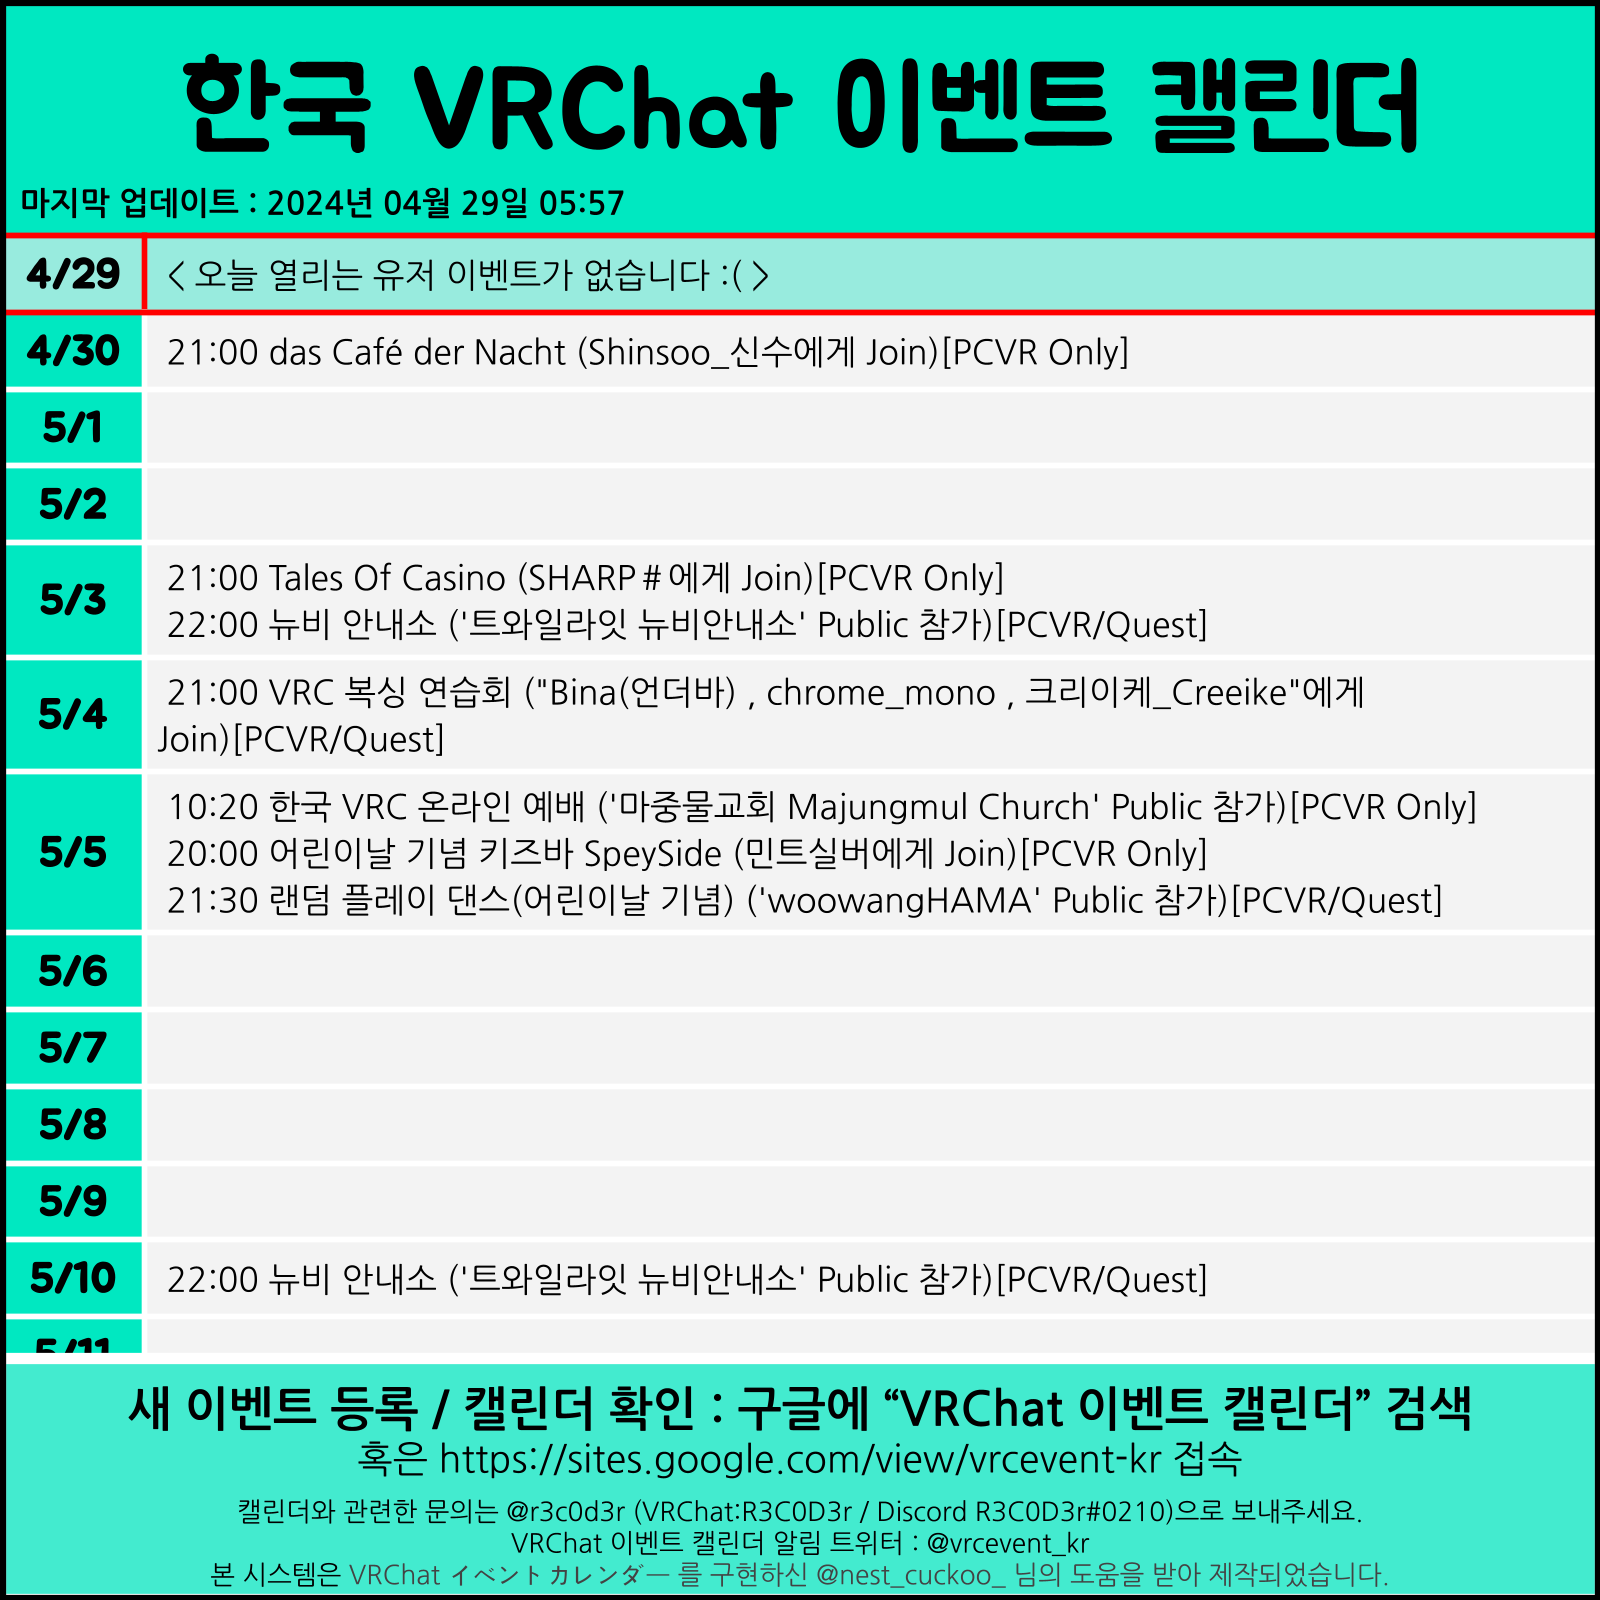 한국 VRChat 이벤트 캘린더
마지막 업데이트 : 2024년 04월 29일 05:57
4/29 < 오늘 열리는 유저 이벤트가 없습니다 :( >
4/30 21:00 das Café der Nacht (Shinsoo_신수에게 Join)[PCVR Only]
5/1
5/2
5/3
21:00 Tales Of Casino (SHARP#에게 Join)[PCVR Only]
22:00 뉴비 안내소 ('트와일라잇 뉴비안내소' Public 참가)[PCVR/Quest]
5/4
21:00 VRC 복싱 연습회 ("Bina(언더바) , chrome_mono , 크리이케_Creeike"에게
Join)[PCVR/Quest]
5/5
10:20 한국 VRC 온라인 예배 ('마중물교회 Majungmul Church' Public 참가)[PCVR Only]
20:00 어린이날 기념 키즈바 SpeySide (민트실버에게 Join)[PCVR Only]
21:30 랜덤 플레이 댄스(어린이날 기념) ('woowangHAMA' Public 참가)[PCVR/Quest]
5/6
5/7
5/8
5/9
5/10 22:00 뉴비 안내소 ('트와일라잇 뉴비안내소' Public 참가)[PCVR/Quest]
5/11
새 이벤트 등록 / 캘린더 확인 : 구글에 “VRChat 이벤트 캘린더” 검색
혹은 https://sites.google.com/view/vrcevent-kr 접속
캘린더와 관련한 문의는 @r3c0d3r (VRChat:R3C0D3r / Discord R3C0D3r#0210)으로 보내주세요.
VRChat 이벤트 캘린더 알림 트위터 : @vrcevent_kr
본 시스템은 VRChat イベントカレンダー 를 구현하신 @nest_cuckoo_ 님의 도움을 받아 제작되었습니다.